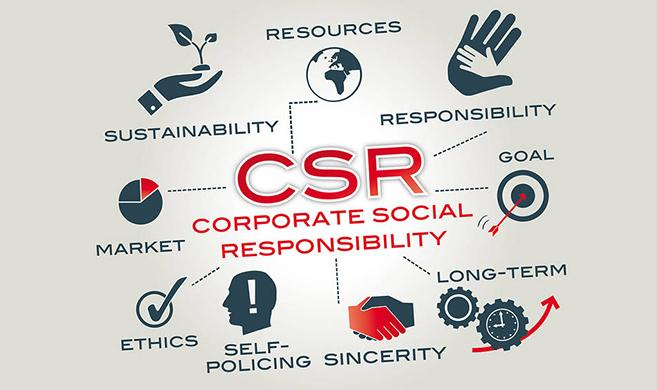 RESOURCES
SUSTAINABILITY
RESPONSIBILITY
GOAL
CSR
CORPORATE SOCIAL
RESPONSIBILITY
MARKET
LONG-TERM
ETHICS
SELF-
POLICING
SINCERITY